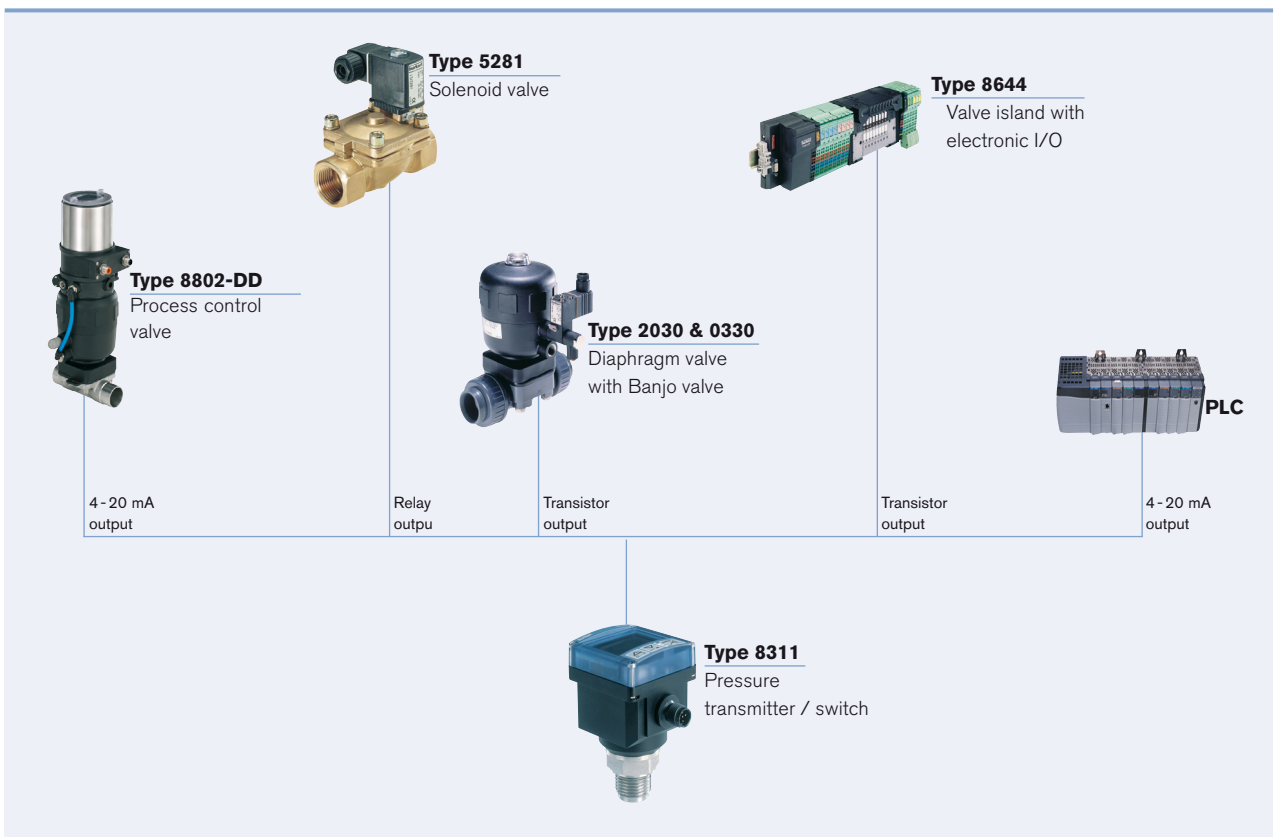 Type 5281
Solenoid valve
Type 8644
Valve island with
electronic I/O
Type 8802-DD
Process control
valve
Type 2030 & 0330
Diaphragm valve
with Banjo valve
PLC
4-20 mA
output
Relay
outpu
Transistor
output
Transistor
output
4-20 mA
output
Type 8311
Pressure
transmitter / switch